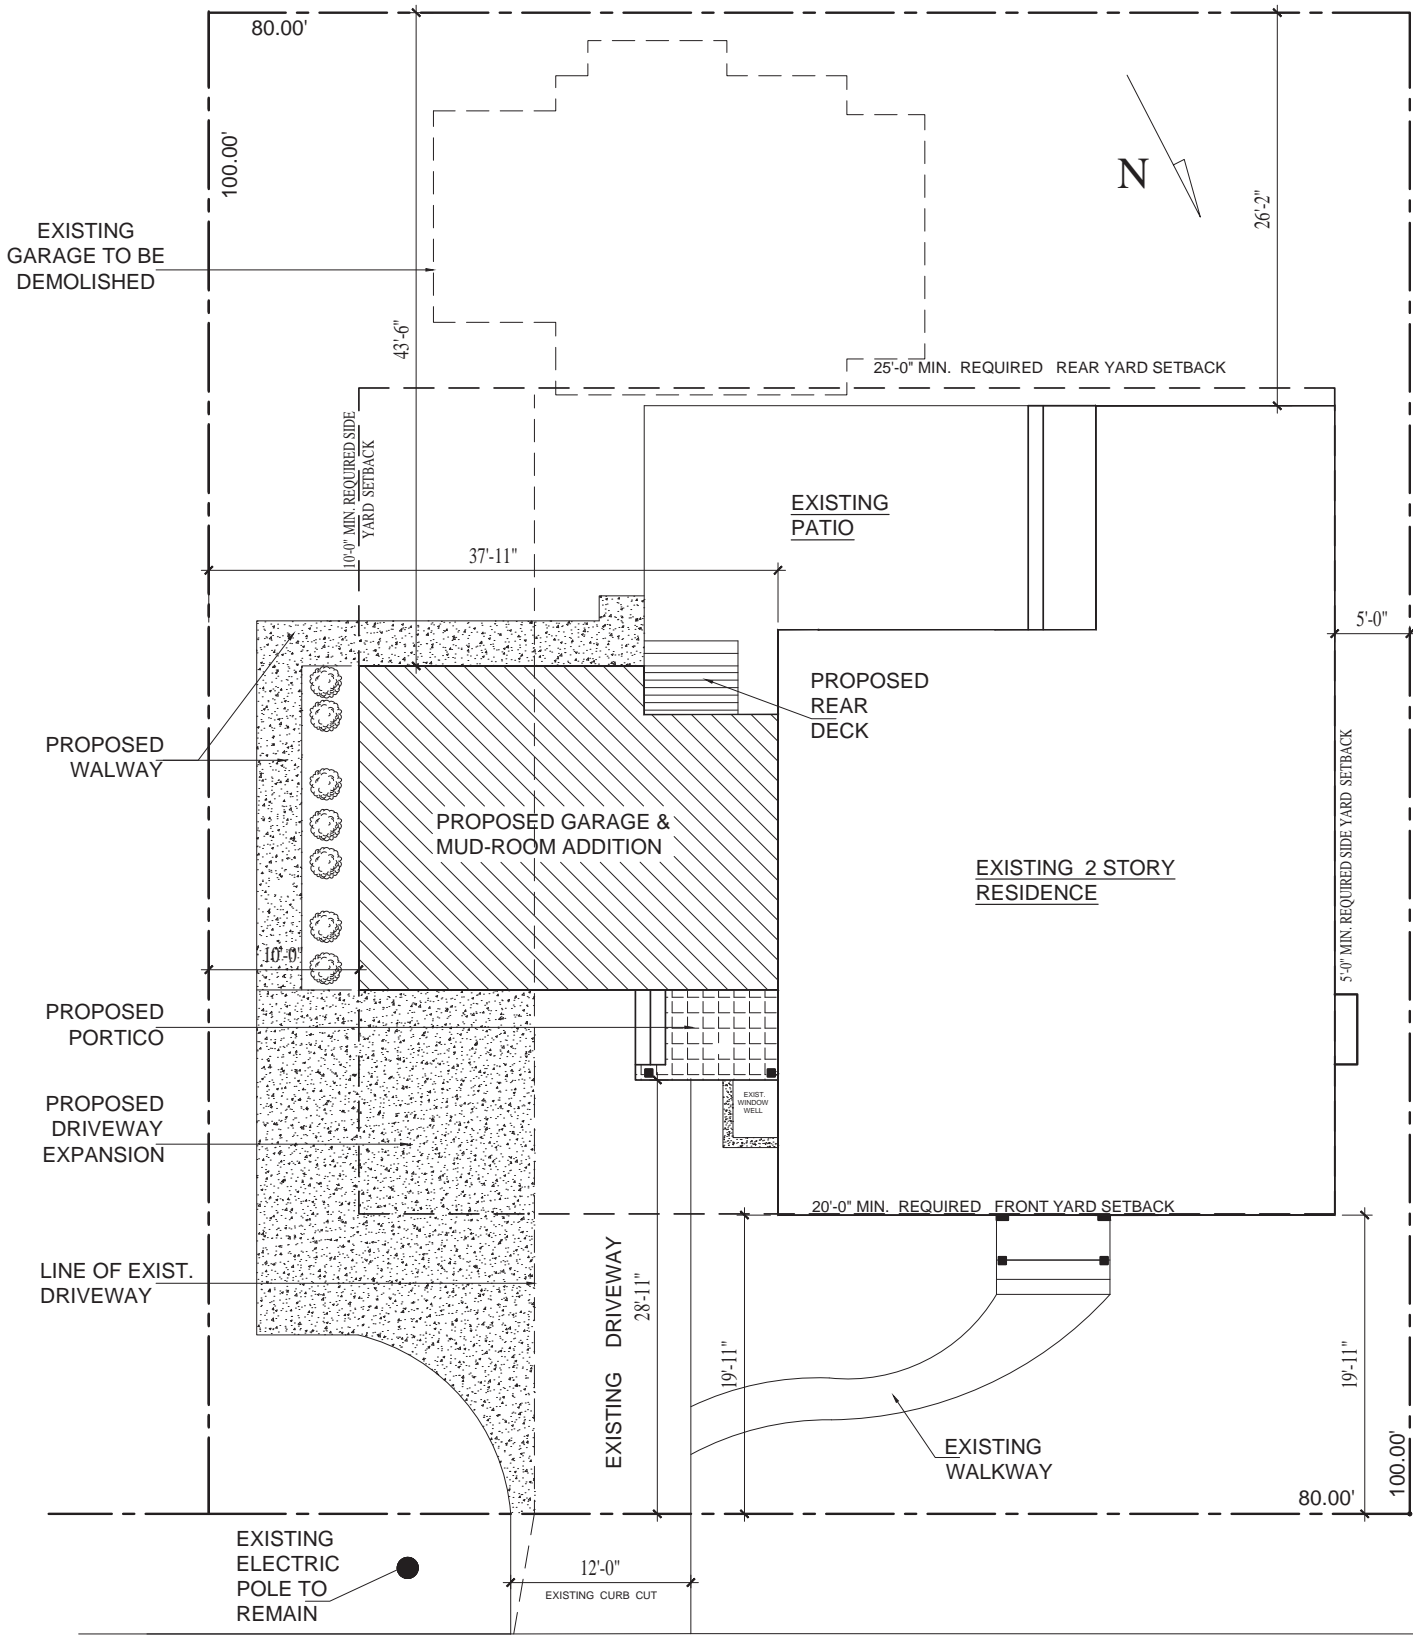 80.00'
100.00'
N
26'-2"
EXISTING
GARAGE TO BE
DEMOLISHED
43'-6"
25'-0" MIN. REQUIRED REAR YARD SETBACK
10'-0" MIN. REQUIRED SIDE
YARD SETBACK
EXISTING
PATIO
37'-11"
5'-0"
PROPOSED
REAR
DECK
PROPOSED
WALWAY
PROPOSED GARAGE &
MUD-ROOM ADDITION
EXISTING 2 STORY
RESIDENCE
5'-0" MIN. REQUIRED SIDE YARD SETBACK
10'-0"
PROPOSED
PORTICO
PROPOSED
DRIVEWAY
EXPANSION
EXIST.
WINDOW
WELL
20'-0" MIN. REQUIRED FRONT YARD SETBACK
LINE OF EXIST.
DRIVEWAY
EXISTING DRIVEWAY
28'-11"
19'-11"
19'-11"
EXISTING
WALKWAY
100.00'
80.00'
EXISTING
ELECTRIC
POLE TO
REMAIN
12'-0"
EXISTING CURB CUT